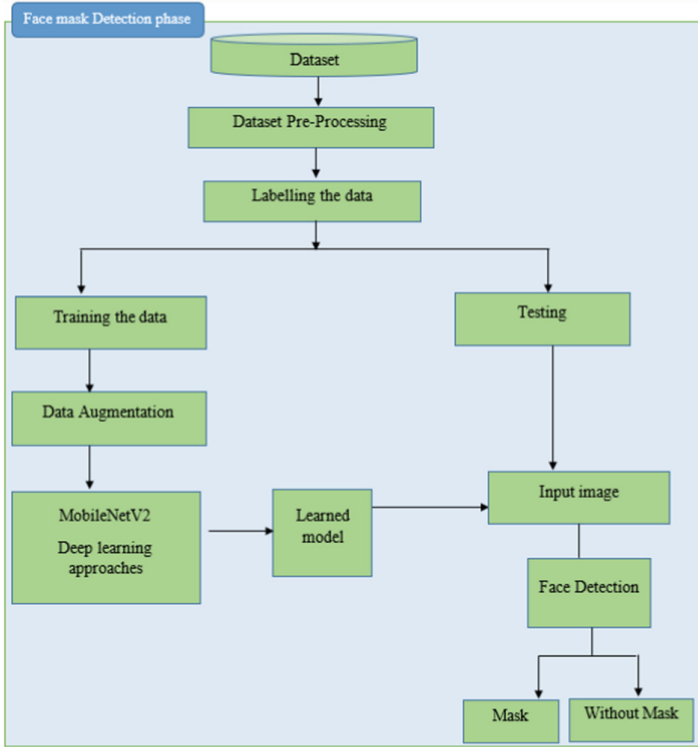 Face mask Detection phase
Dataset
Dataset Pre-Processing
Labelling the data
Training the data
Testing
Data Augmentation
MobileNetV2
Deep learning
approaches
Learned
model
Input image
Face Detection
Mask
Without Mask